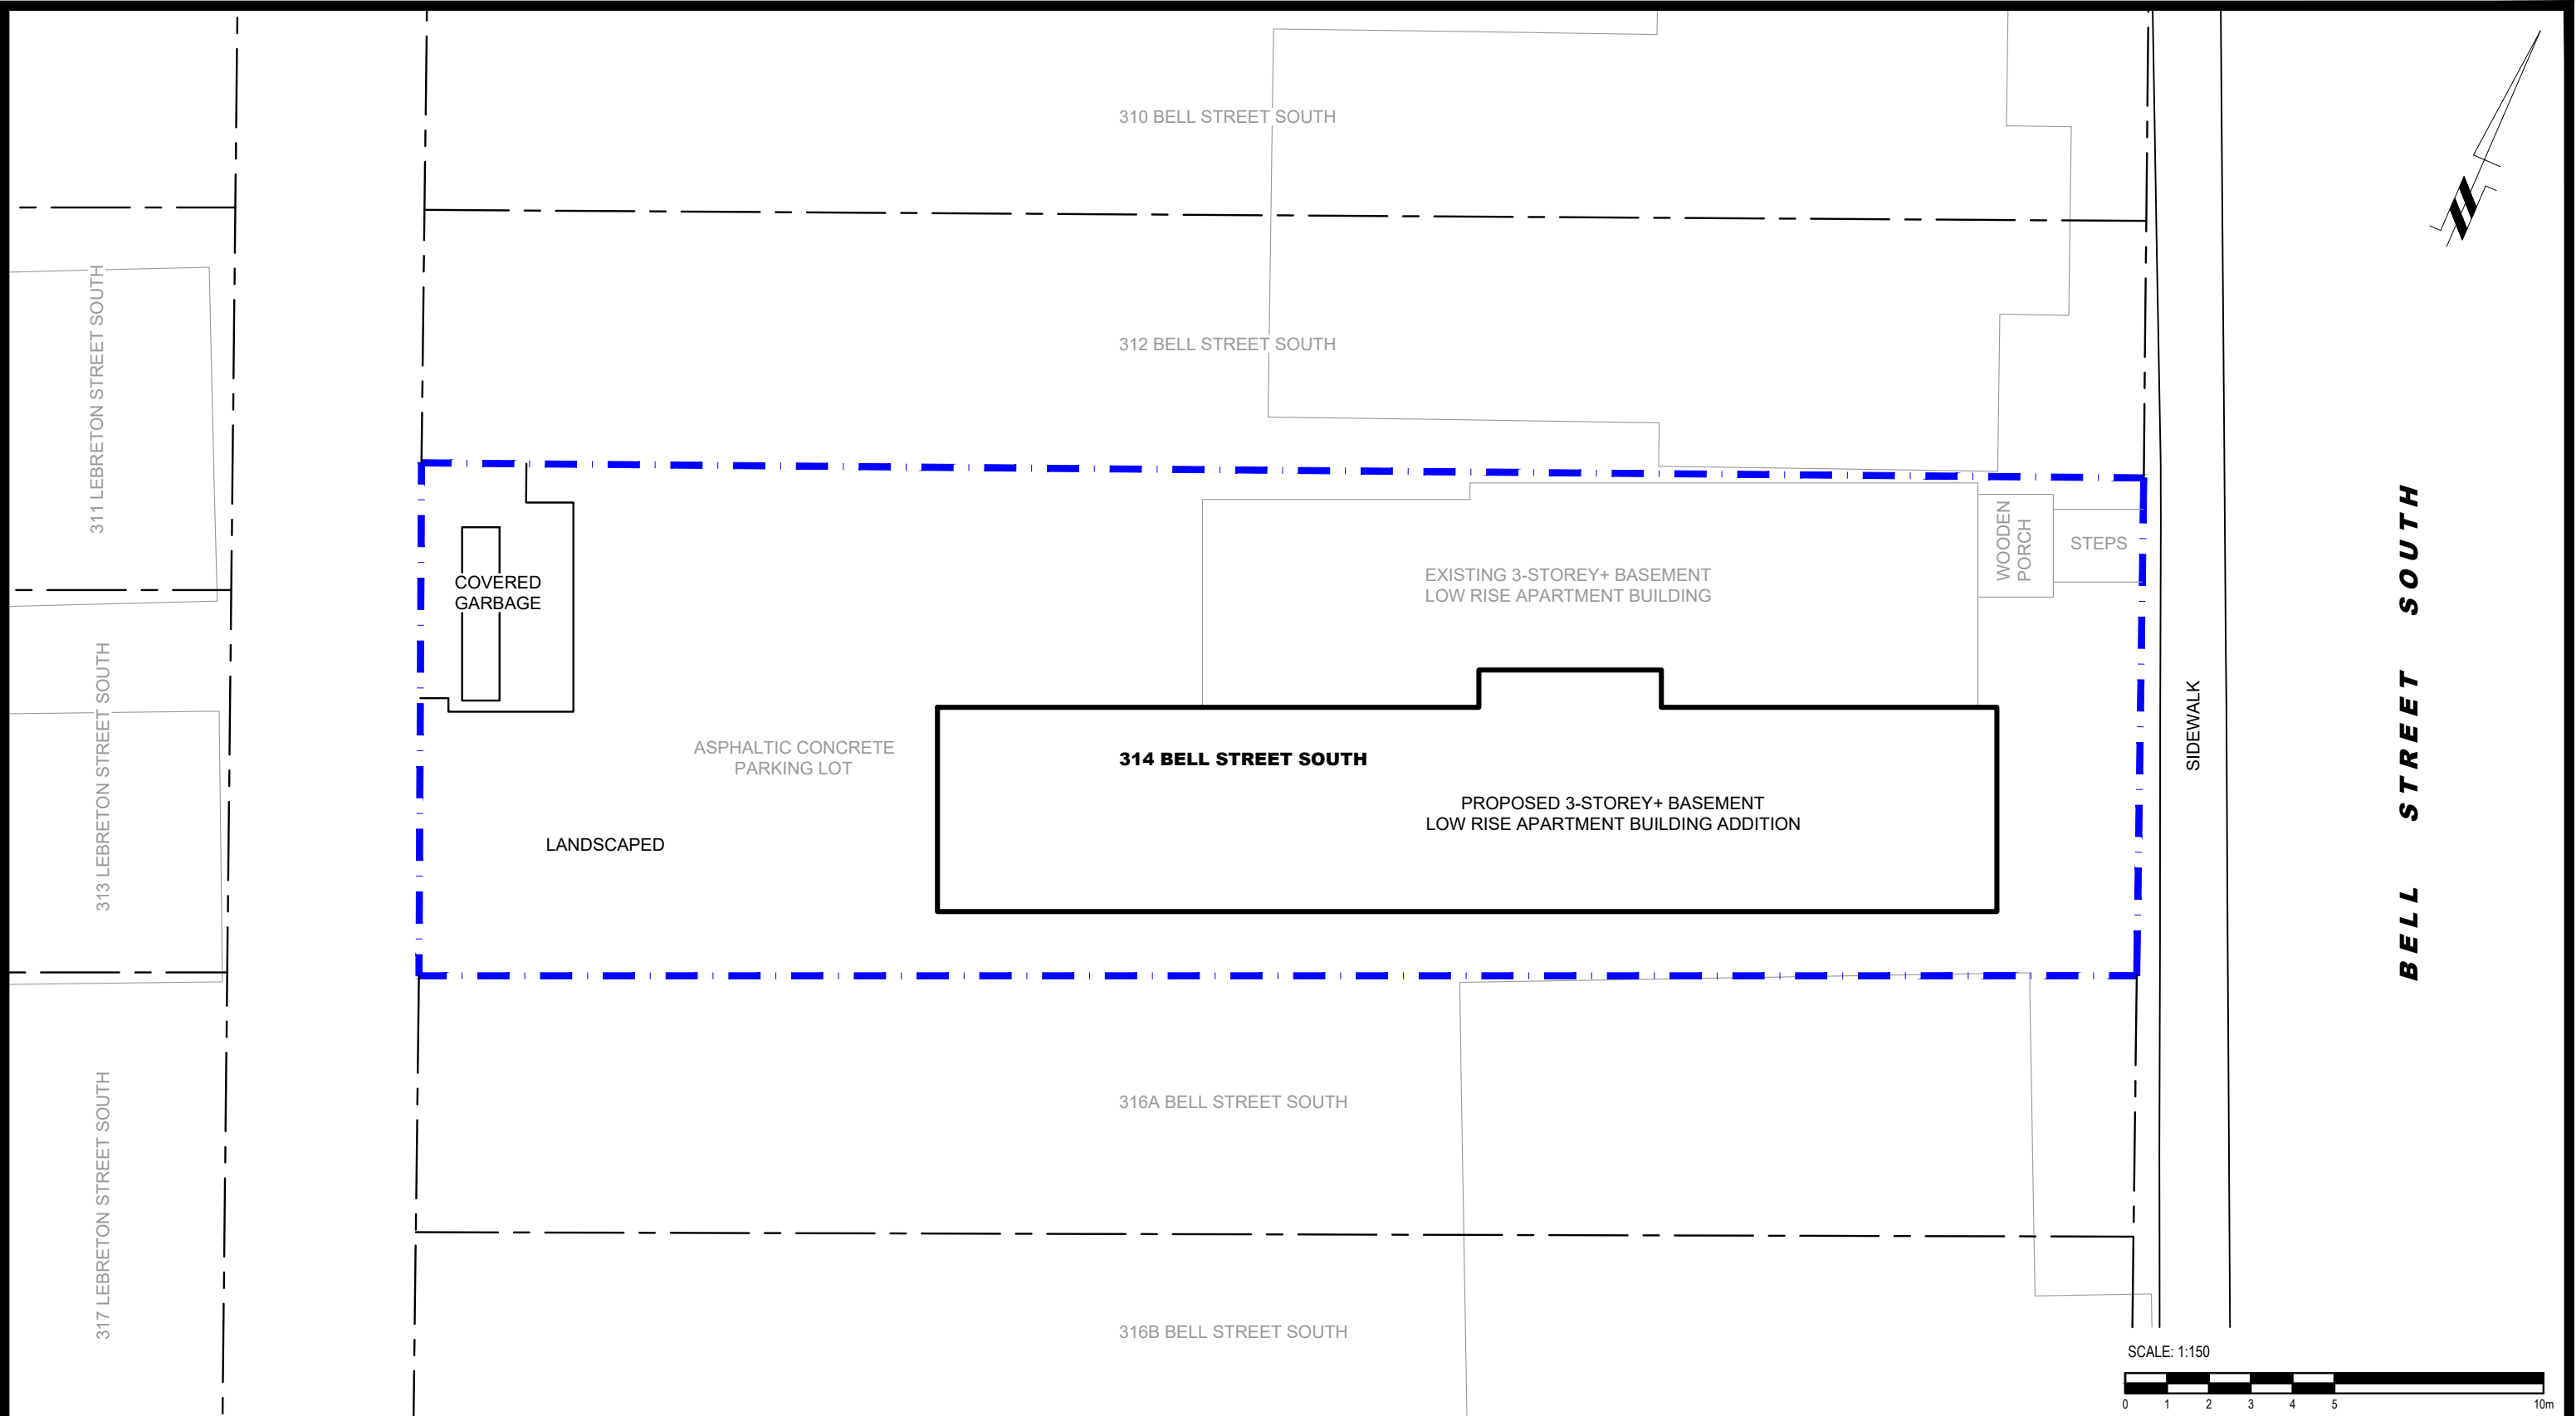 310 BELL STREET SOUTH
312 BELL STREET SOUTH
311 LEBRETON STREET SOUTH
313 LEBRETON STREET SOUTH
317 LEBRETON STREET SOUTH
COVERED
GARBAGE
EXISTING 3-STOREY+ BASEMENT
LOW RISE APARTMENT BUILDING
WOODEN
PORCH
STEPS
ASPHALTIC CONCRETE
PARKING LOT
LANDSCAPED
314 BELL STREET SOUTH
PROPOSED 3-STOREY+ BASEMENT
LOW RISE APARTMENT BUILDING ADDITION
SIDEWALK
BELL STREET SOUTH
316A BELL STREET SOUTH
316B BELL STREET SOUTH
SCALE: 1:150
0 1 2 3 4 5 10m